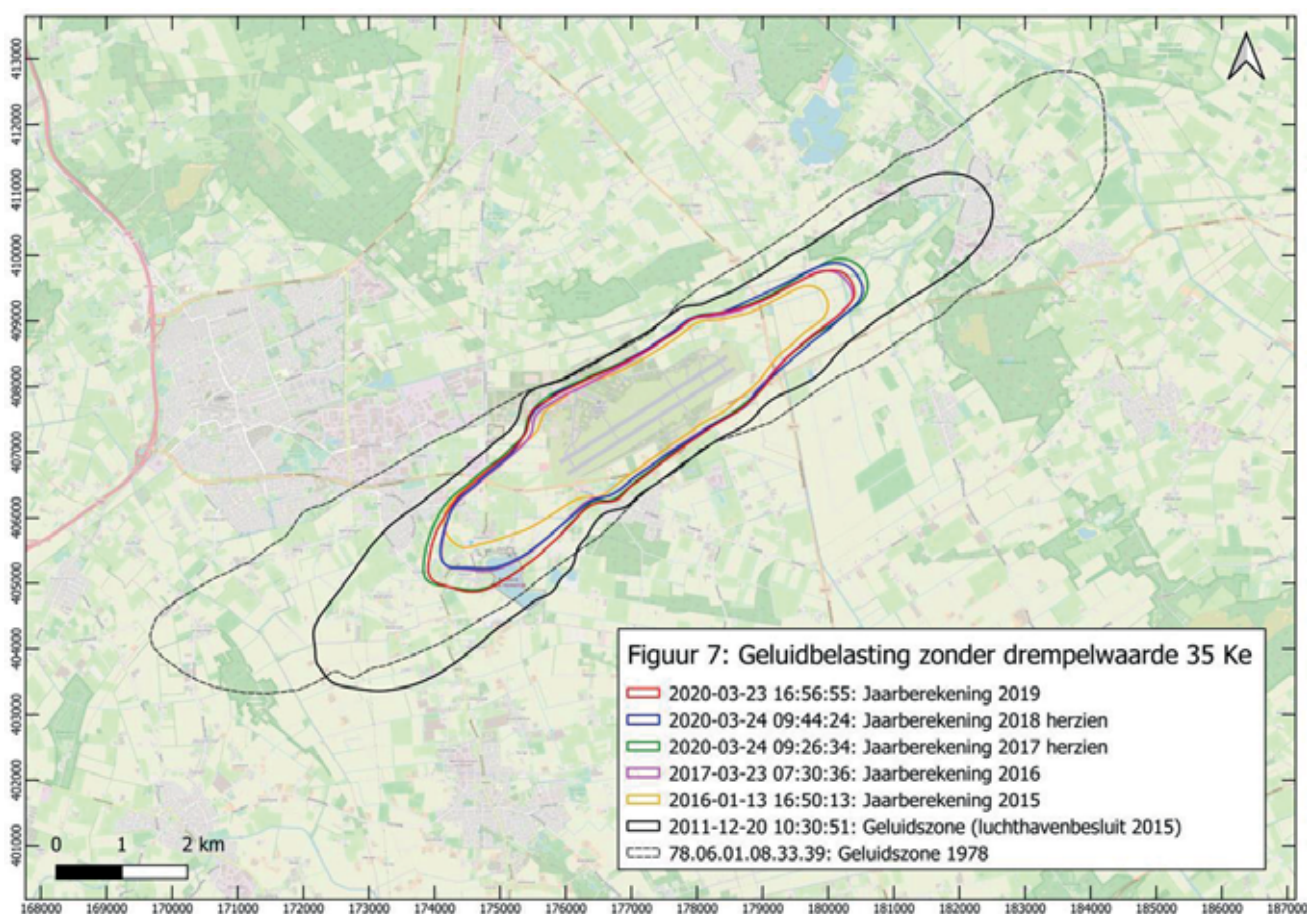 413000
412000
411000
410000
409000
408000
407000
406000
405000
404000
403000
402000
401000
Figuur 7: Geluidbelasting zonder drempelwaarde 35 Ke
2020-03-23 16:56:55: Jaarberekening 2019
2020-03-24 09:44:24: Jaarberekening 2018 herzien
2020-03-24 09:26:34: Jaarberekening 2017 herzien
2017-03-23 07:30:36: Jaarberekening 2016
2016-01-13 16:50:13: Jaarberekening 2015
2011-12-20 10:30:51: Geluidszone (luchthavenbesluit 2015)
78.06.01.08.33.39: Geluidszone 1978
0 1 2 km
168000 169000 170000 171000 172000 173000 174000 175000 176000 177000 178000 179000 180000 181000 182000 183000 184000 185000 186000 187000